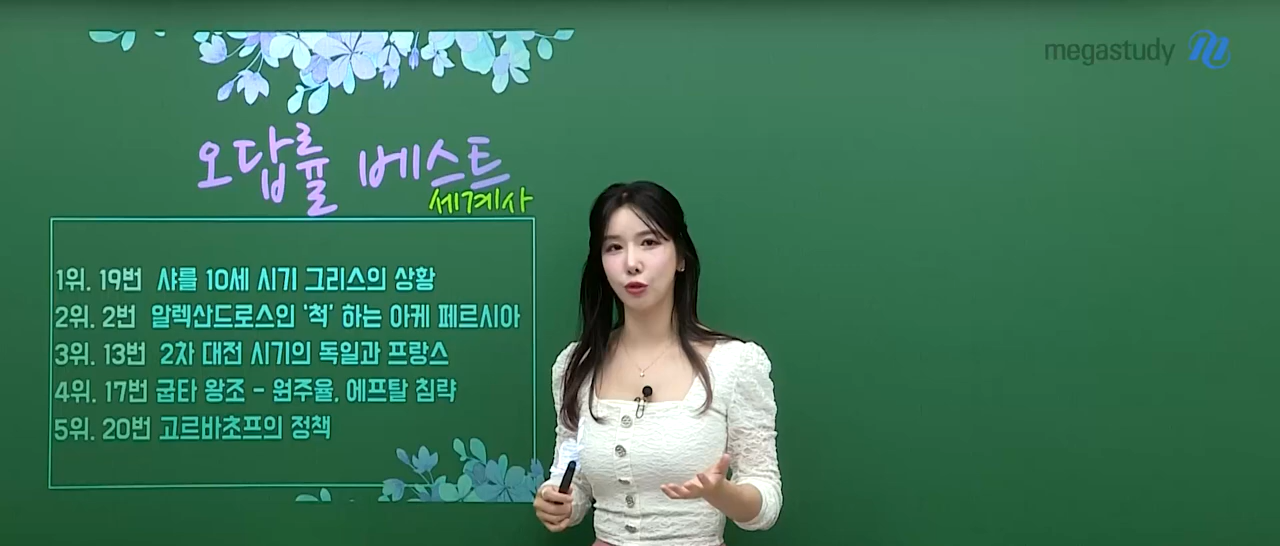 megastudy
오답률 베스트
세계사
1위. 19번 샤를 10세 시기 그리스의 상황
2위. 2번 알렉산드로스인 '척' 하는 아케 페르시아
3위. 13번 2차 대전 시기의 독일과 프랑스
4위. 17번 굽타 왕조 - 원주율, 에프탈 침략
5위. 20번 고르바초프의 정책